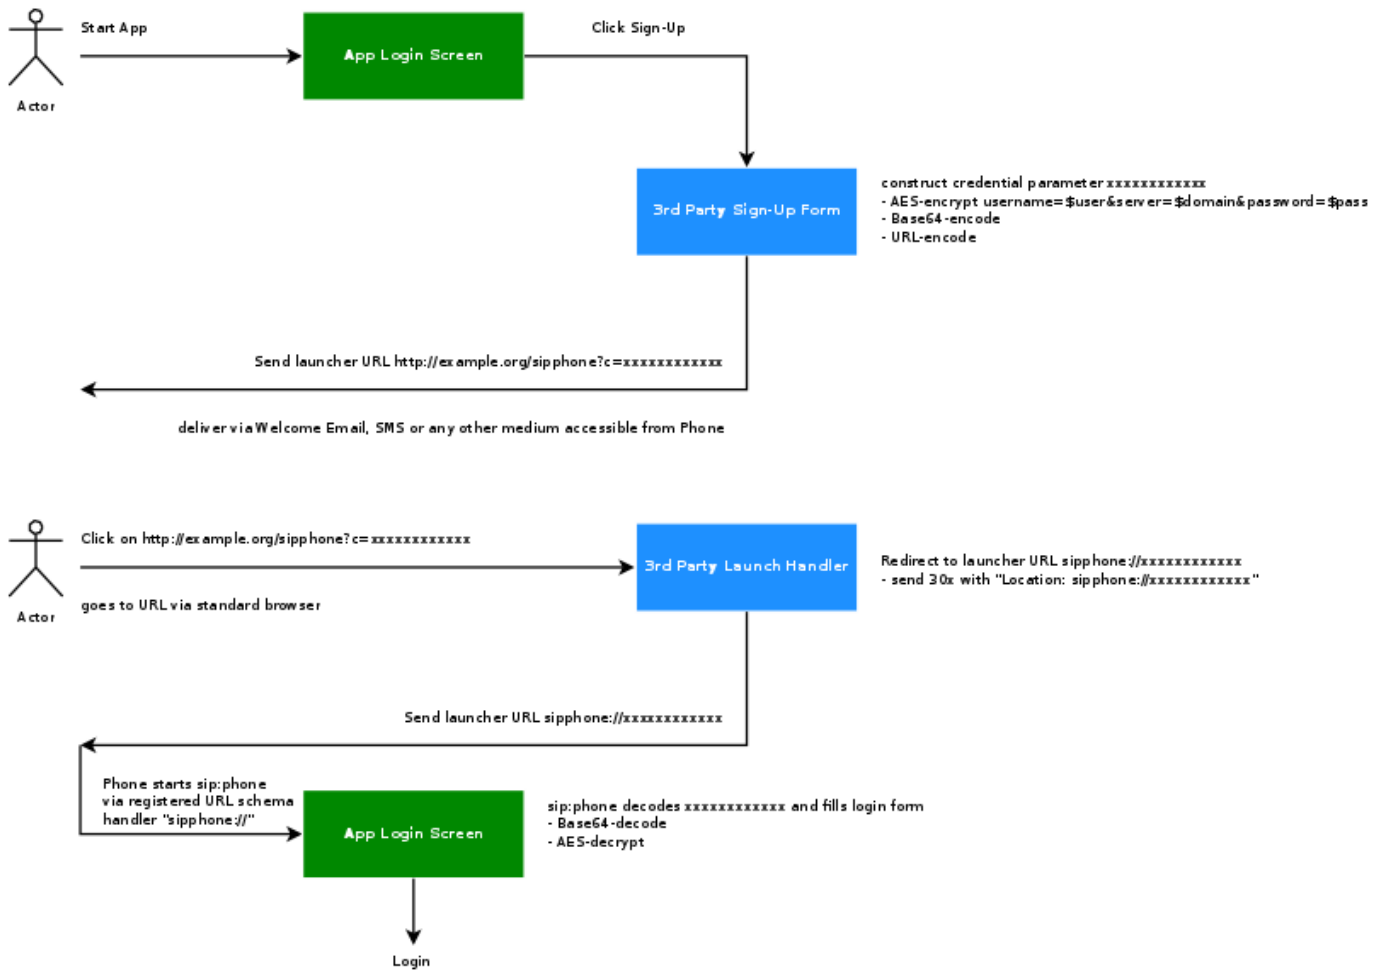 Start App
Click Sign-Up
App Login Screen
Actor
3rd Party Sign-Up Form
construct credential parameter xxxxxxxxxxxx
- AES-encrypt username=$user&server=$domain&password=$pass
- Base64-encode
- URL-encode
Send launcher URL http://example.org/sipphone?c=xxxxxxxxxxxx
deliver via Welcome Email, SMS or any other medium accessible from Phone
Click on http://example.org/sipphone?c=xxxxxxxxxxxx
goes to URL via standard browser
Actor
3rd Party Launch Handler
Redirect to launcher URL sipphone://xxxxxxxxxxxx
- send 30x with "Location: sipphone://xxxxxxxxxxxx"
Send launcher URL sipphone://xxxxxxxxxxxx
Phone starts sip:phone
via registered URL schema
handler "sipphone://"
App Login Screen
sip:phone decodes xxxxxxxxxxxx and fills login form
- Base64-decode
- AES-decrypt
Login